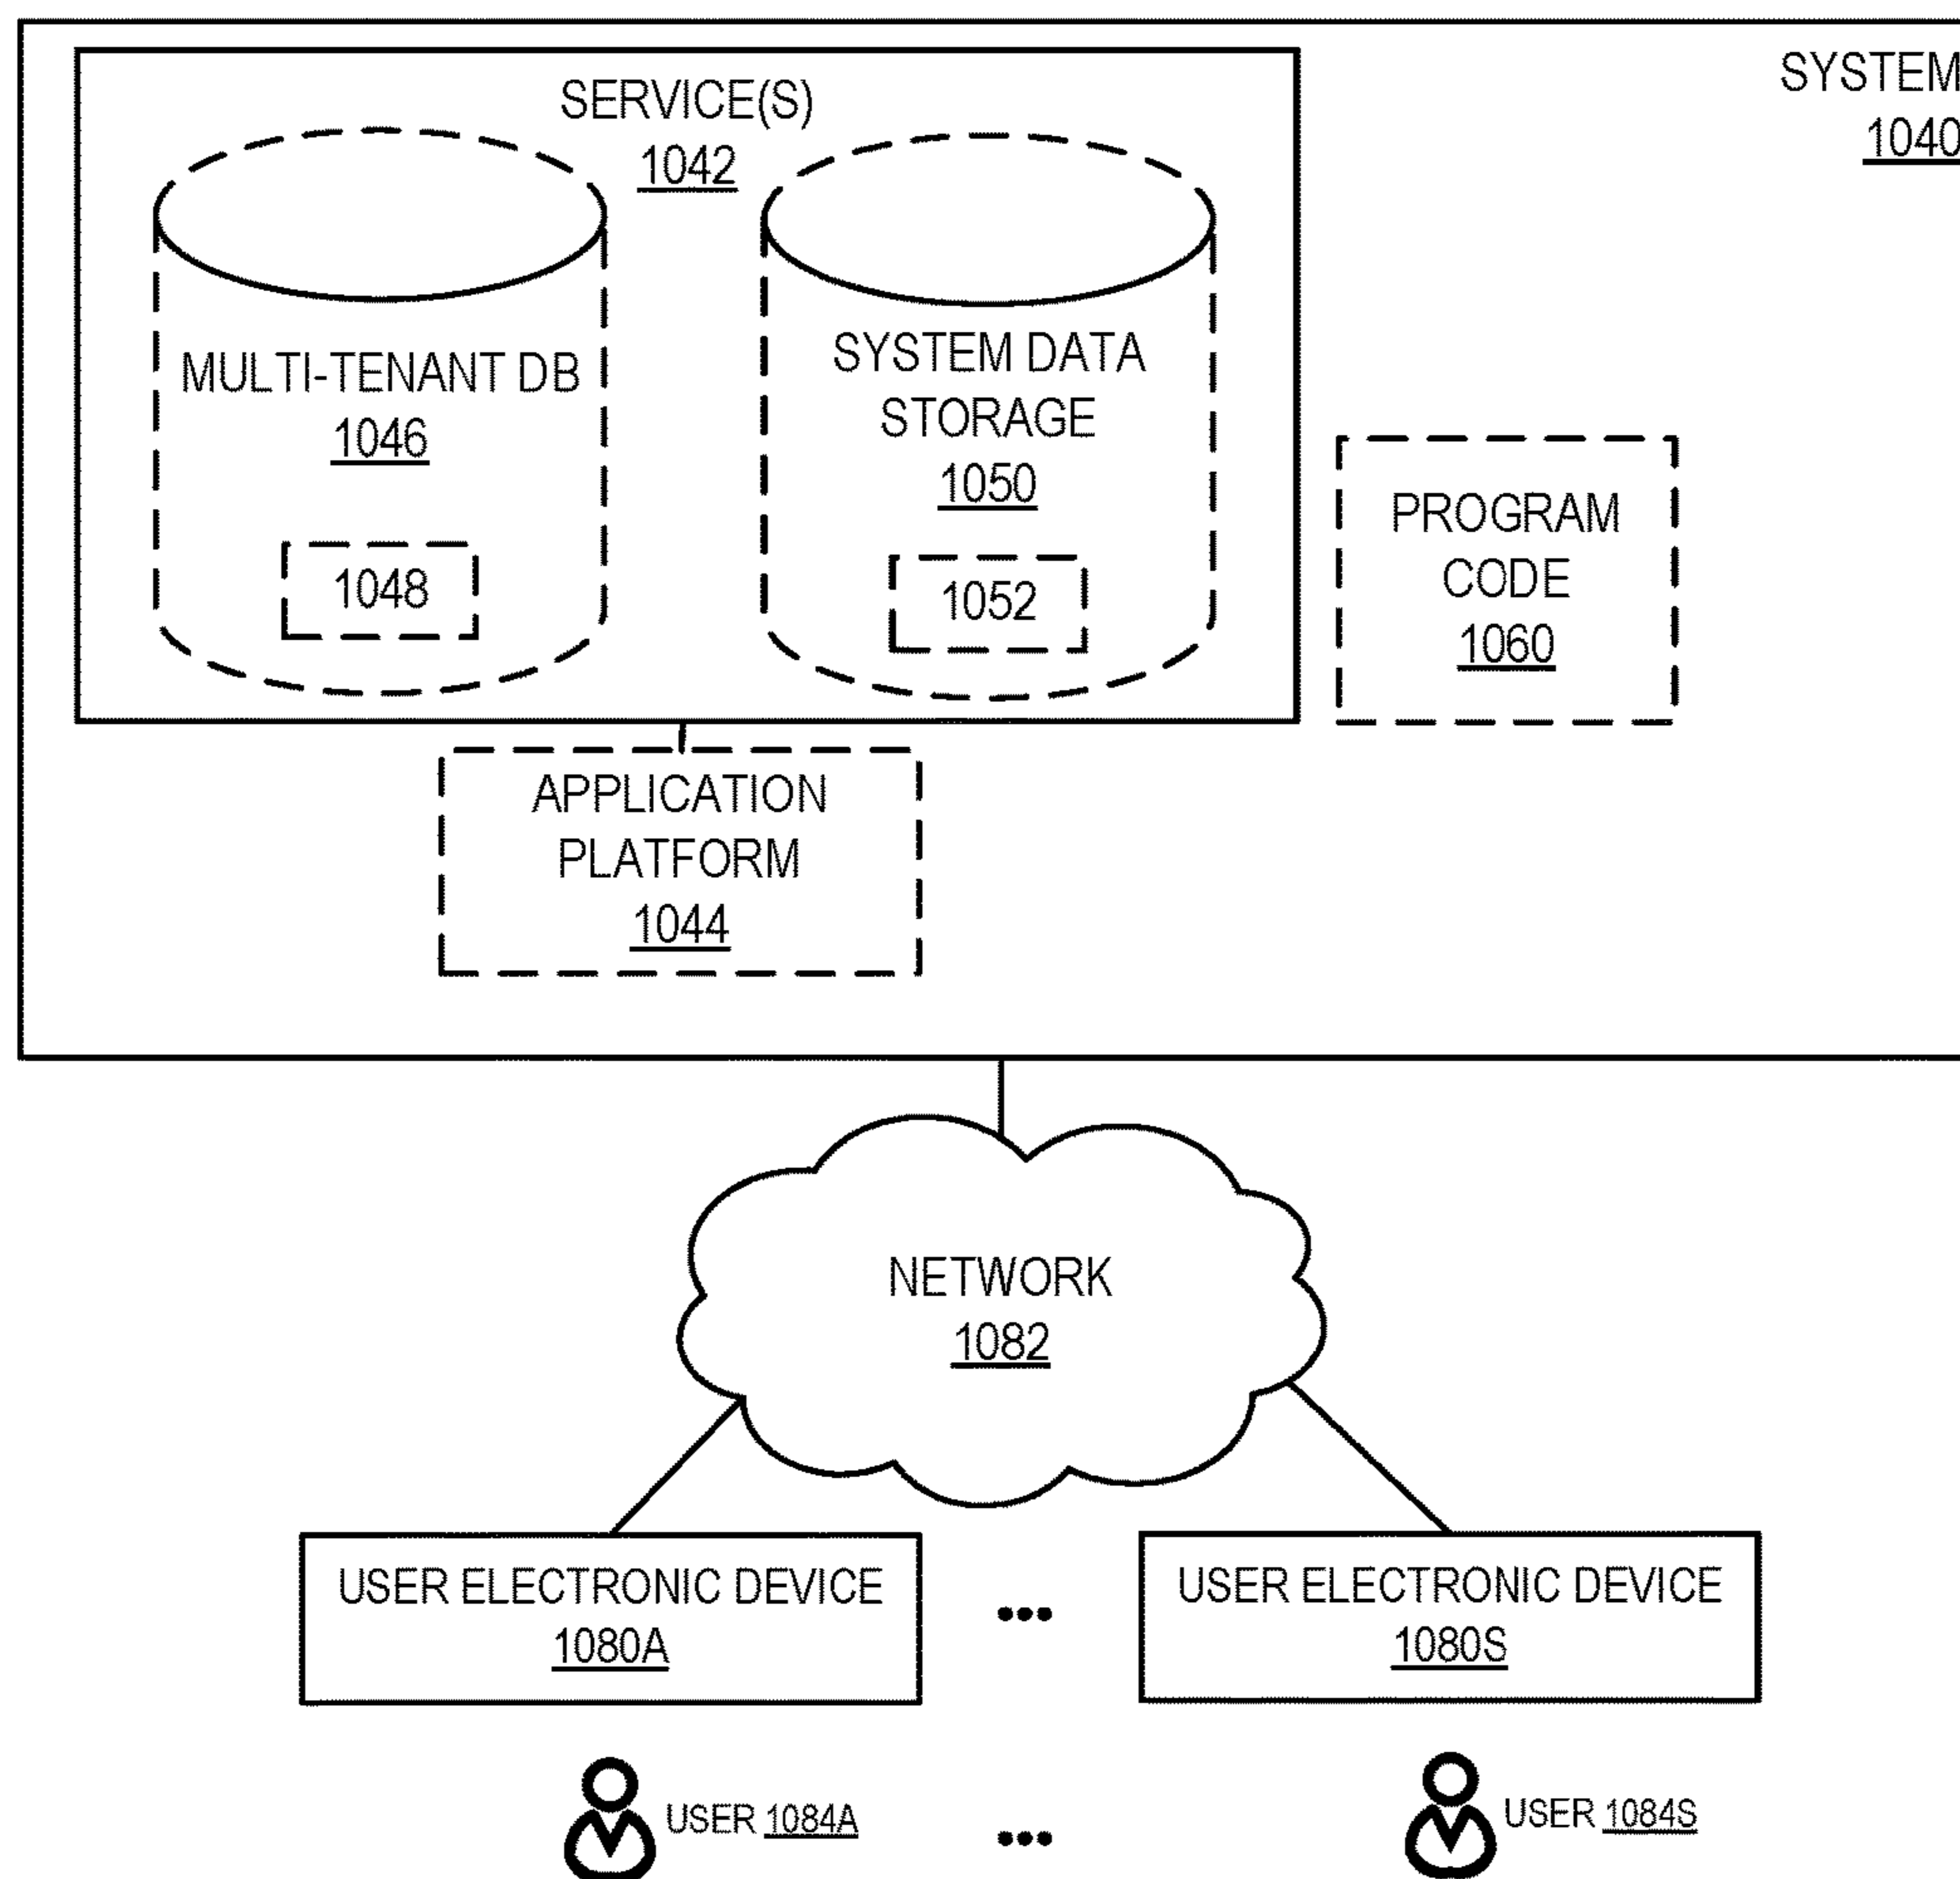 SERVICE(S)
1042
SYSTEM
1040
MULTI-TENANT DB
1046
1048
SYSTEM DATA
STORAGE
1050
1052
PROGRAM
CODE
1060
APPLICATION
PLATFORM
1044
NETWORK
1082
USER ELECTRONIC DEVICE
1080A
...
USER ELECTRONIC DEVICE
1080S
USER 1084A
...
USER 1084S